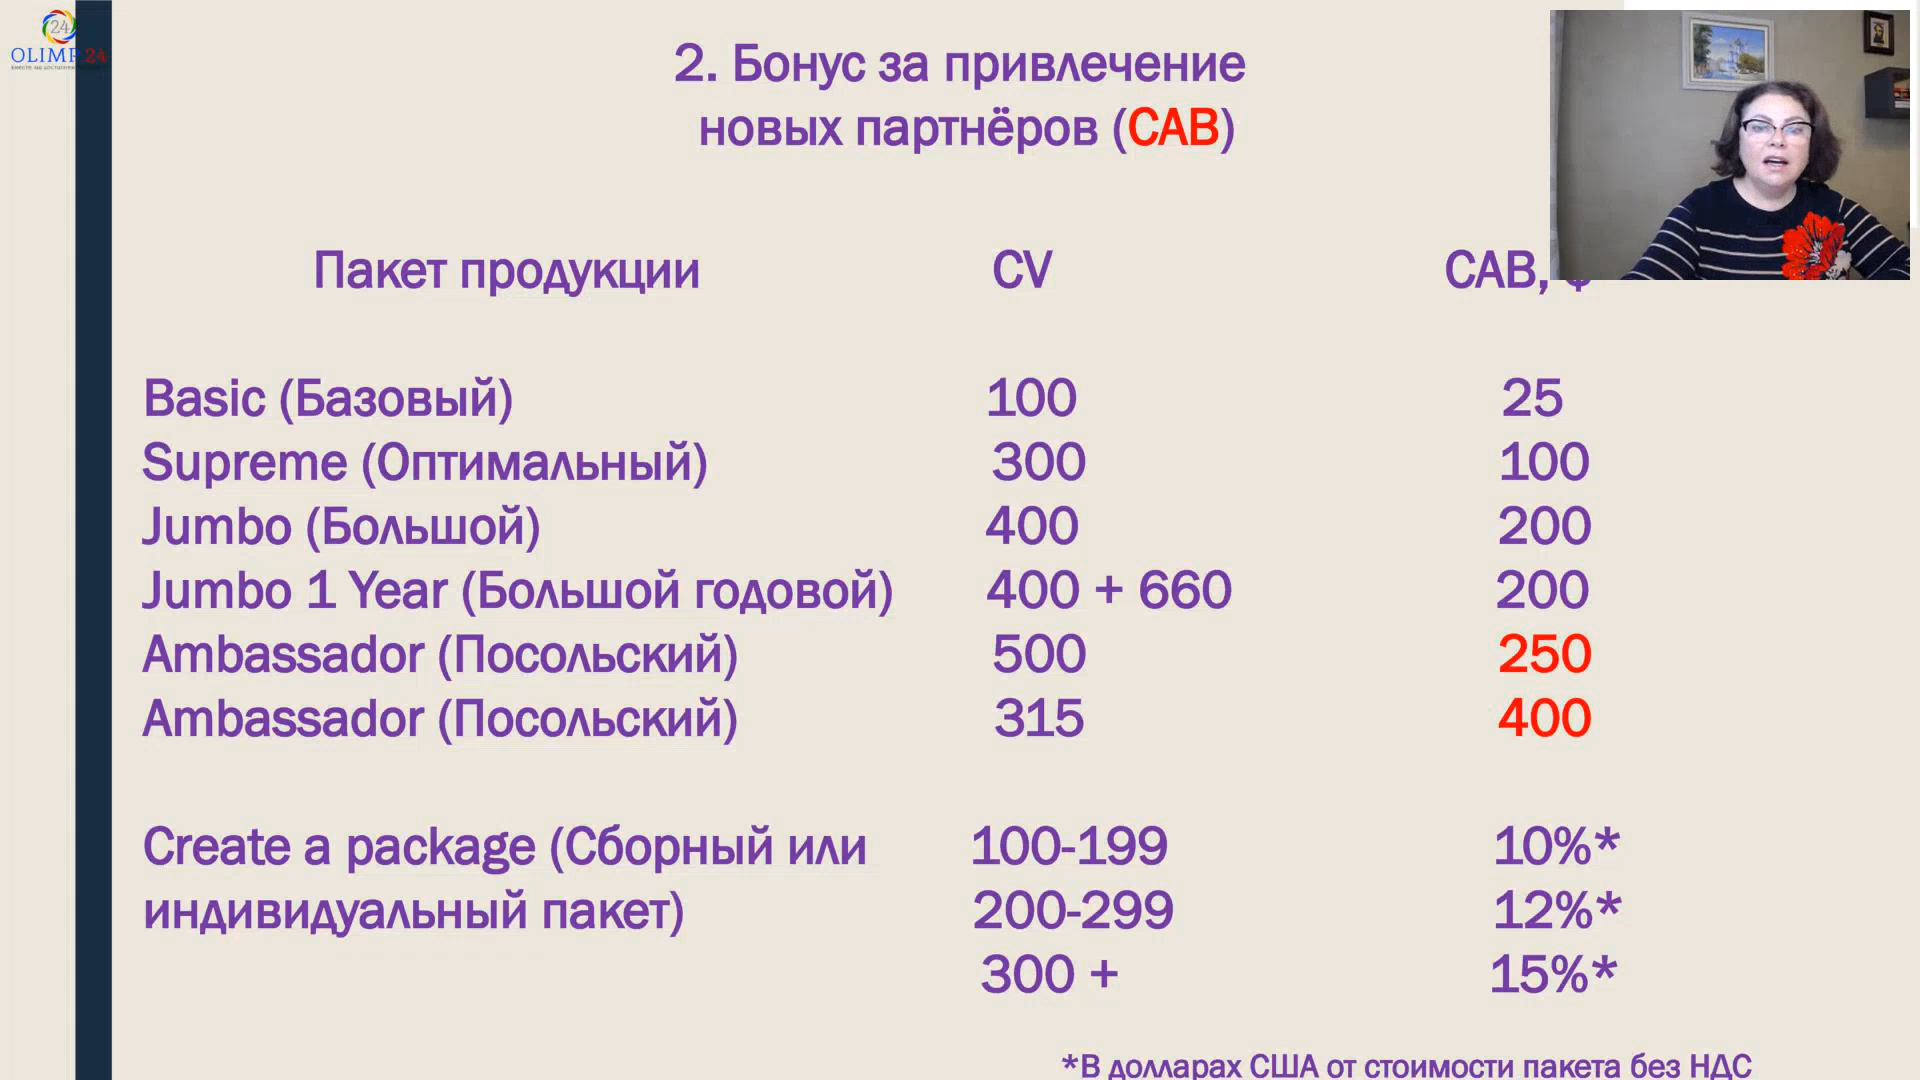 24
OLIMP24
2. Бонус за привлечение
новых партнёров (САВ)
Пакет продукции CV САВ,
Basic (Базовый) 100 25
Supreme (Оптимальный) 300 100
Jumbo (Большой) 400 200
Jumbo 1 Year (Большой годовой) 400 + 660 200
Ambassador (Посольский) 500 250
Ambassador (Посольский) 315 400
Create a package (Сборный или 100-199 10%*
индивидуальный пакет) 200-299 12%*
300 + 15%*
*В долларах США от стоимости пакета без НДС